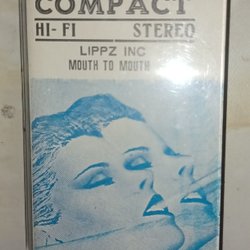 COMPACT
HI-FI STEREO
LIPPZ INC
MOUTH TO MOUTH